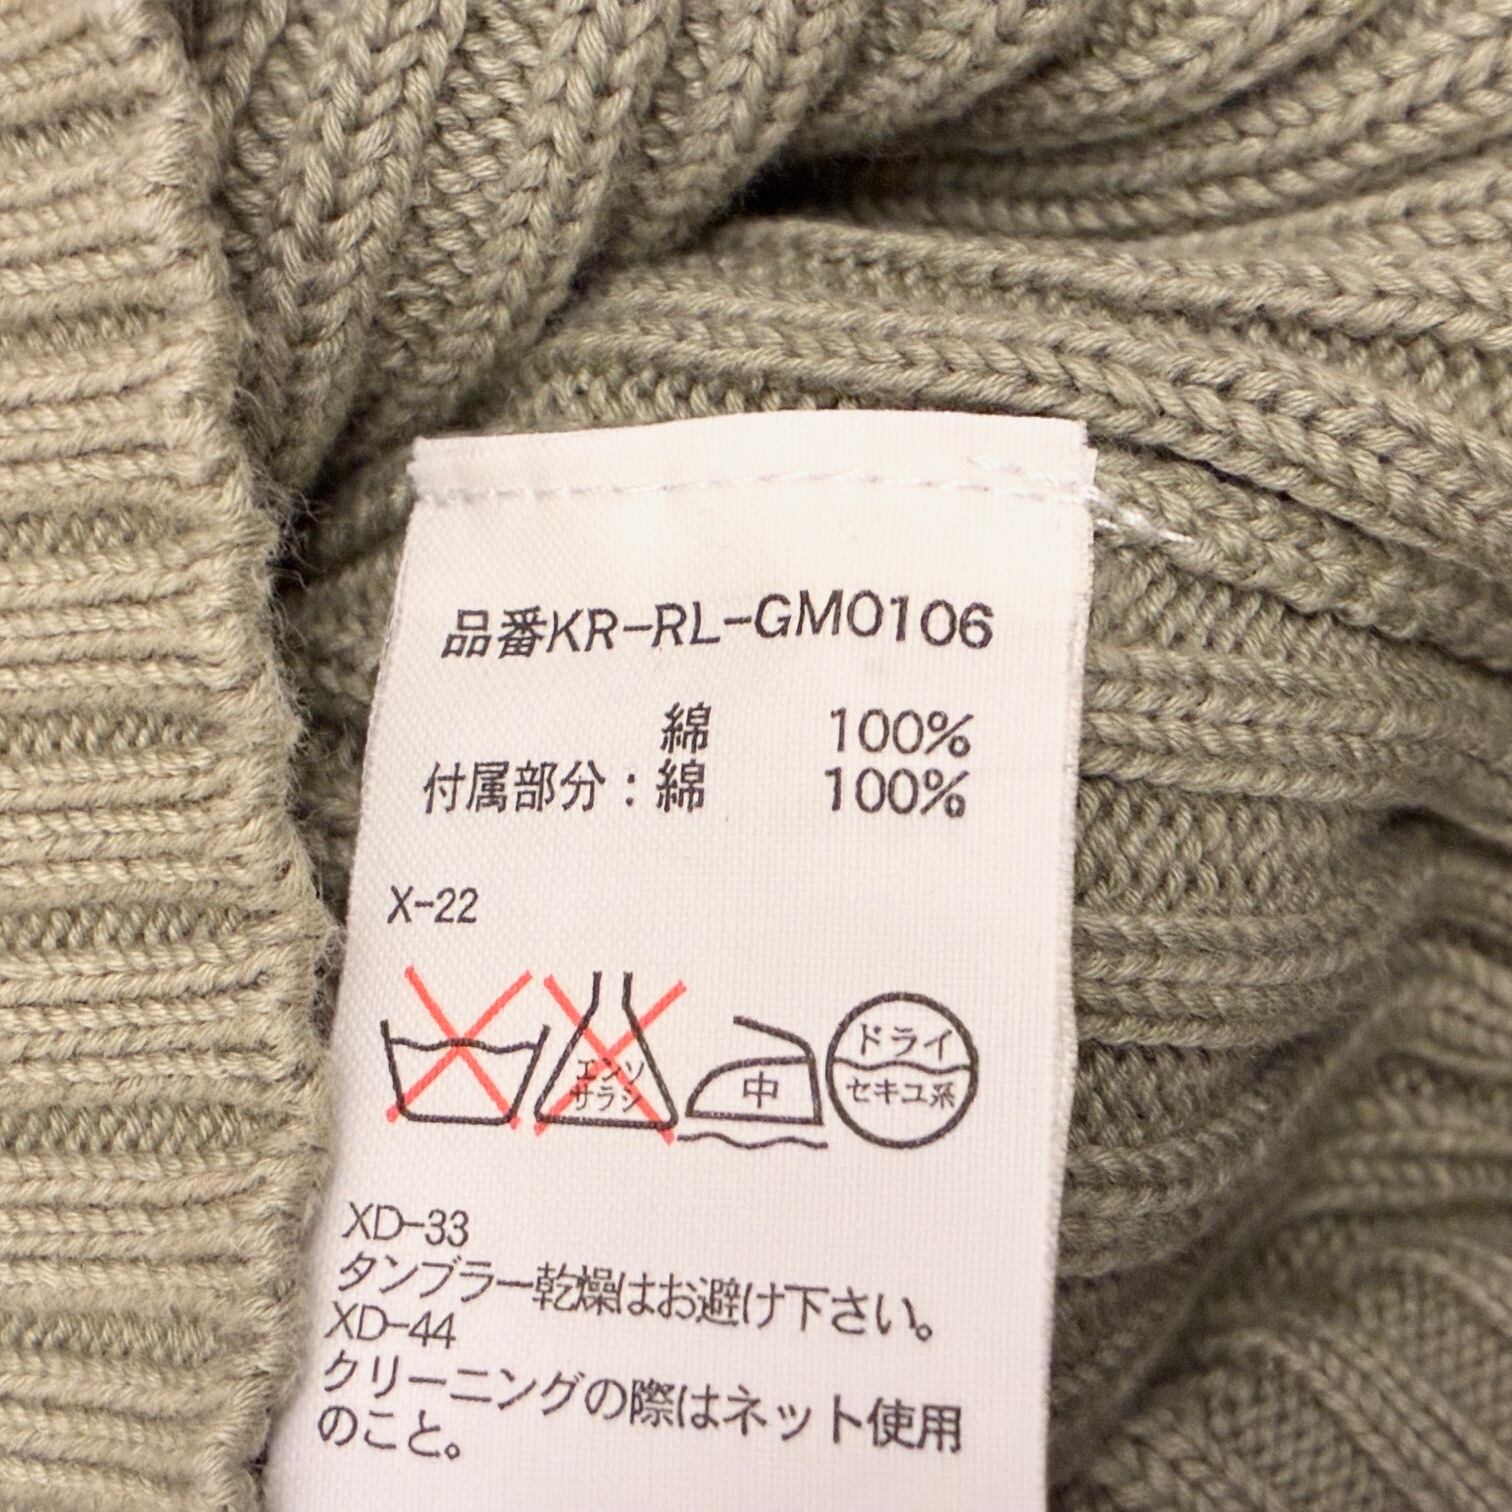 品番KR-RL-GM0106
綿 100%
付属部分：綿 100%
X-22
エンソ
サラシ
中
ドライ
セキユ系
XD-33
タンブラー乾燥はお避け下さい。
XD-44
クリーニングの際はネット使用
のこと。